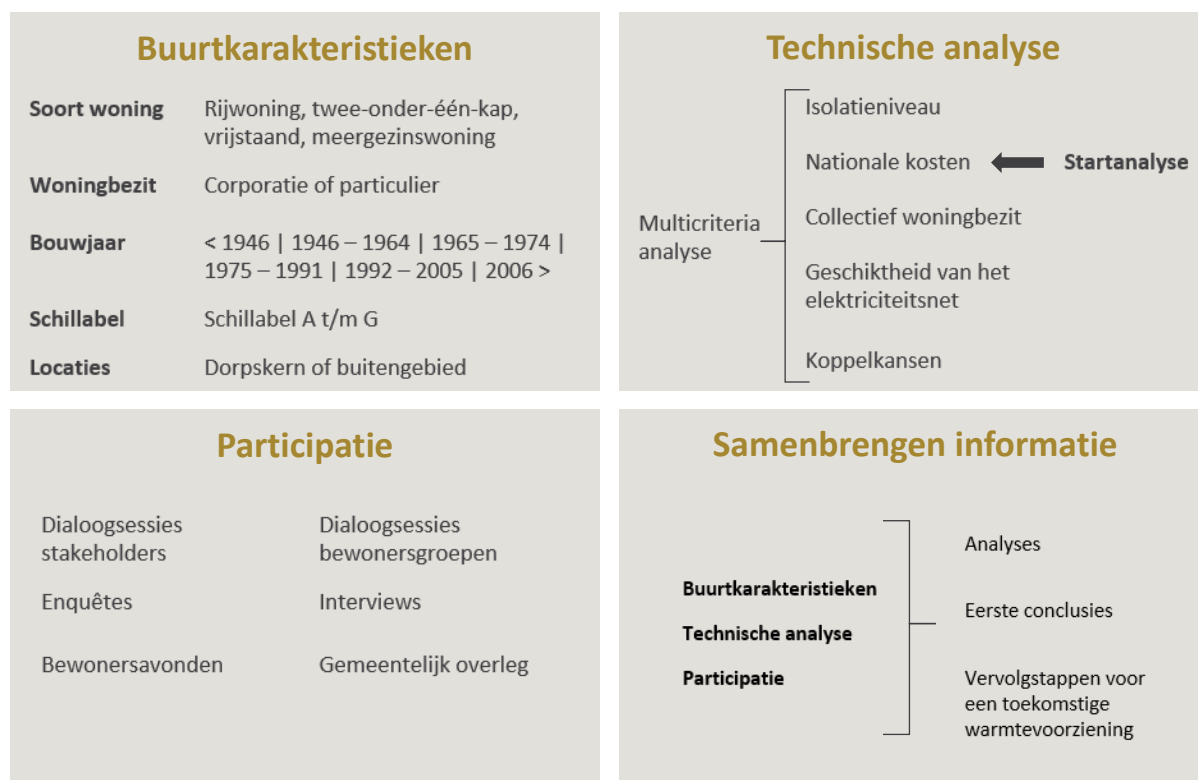 Buurtkarakteristieken
Soort woning Rijwoning, twee-onder-één-kap,
vrijstaand, meergezinswoning
Woningbezit Corporatie of particulier
Bouwjaar < 1946 | 1946 – 1964 | 1965 – 1974 |
1975 – 1991 | 1992 – 2005 | 2006 >
Schillabel Schillabel A t/m G
Locaties Dorpskern of buitengebied
Technische analyse
Multicriteria
analyse
Isolatieniveau
Nationale kosten Startanalyse
Collectief woningbezit
Geschiktheid van het
elektriciteitsnet
Koppelkansen
Participatie
Dialoogsessies
stakeholders
Dialoogsessies
bewonersgroepen
Enquêtes Interviews
Bewonersavonden Gemeentelijk overleg
Samenbrengen informatie
Buurtkarakteristieken
Technische analyse
Participatie
Analyses
Eerste conclusies
Vervolgstappen voor
een toekomstige
warmtevoorziening